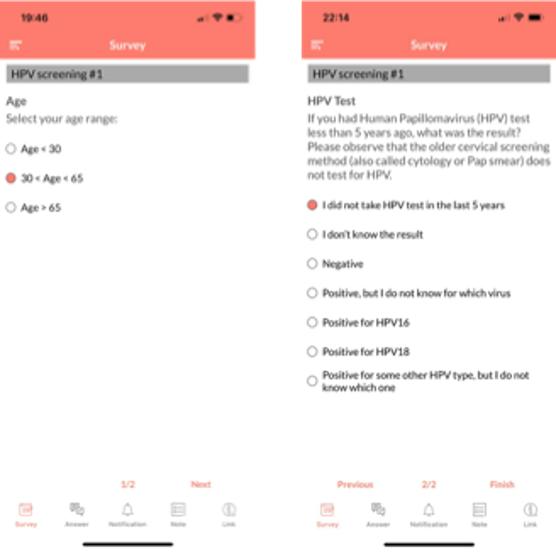 19:46
Survey
HPV screening #1
Age
Select your age range:
Age < 30
30 < Age < 65
Age > 65
1/2 Next
Survey Answer Notification Note Link
22:14
Survey
HPV screening #1
HPV Test
If you had Human Papillomavirus (HPV) test
less than 5 years ago, what was the result?
Please observe that the older cervical screening
method (also called cytology or Pap smear) does
not test for HPV.
I did not take HPV test in the last 5 years
I don't know the result
Negative
Positive, but I do not know for which virus
Positive for HPV16
Positive for HPV18
Positive for some other HPV type, but I do not
know which one
Previous 2/2 Finish
Survey Answer Notification Note Link